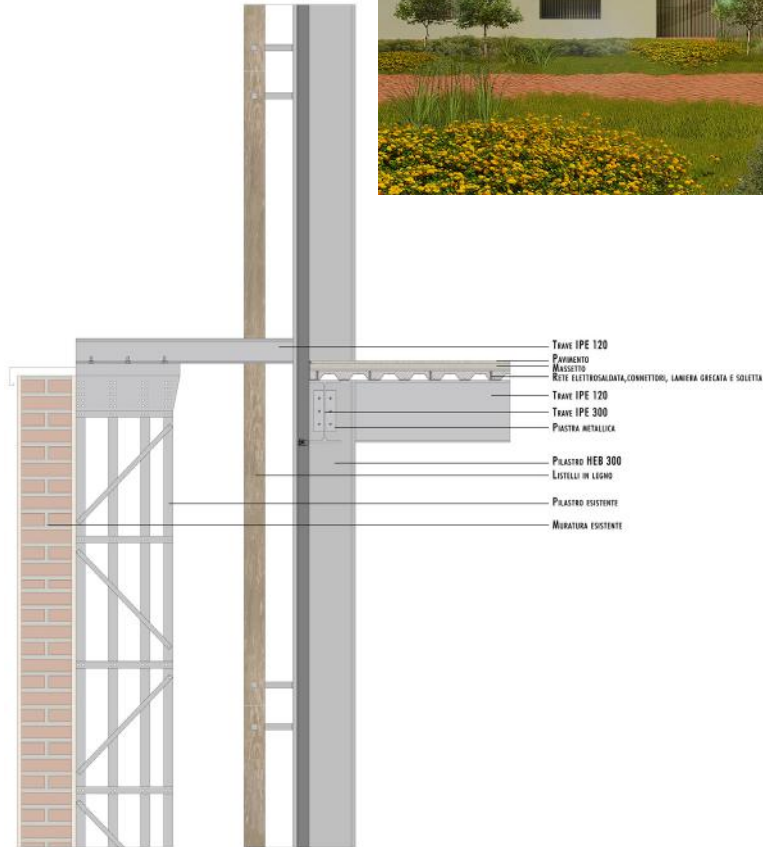 Trave IPE 120
Pavimento
Massetto
Rete elettrosaldata,connettori, lamiera grecata e soletta
Trave IPE 120
Trave IPE 300
Piastra metallica
Pilastro HEB 300
Listelli in legno
Pilastro esistente
Muratura esistente